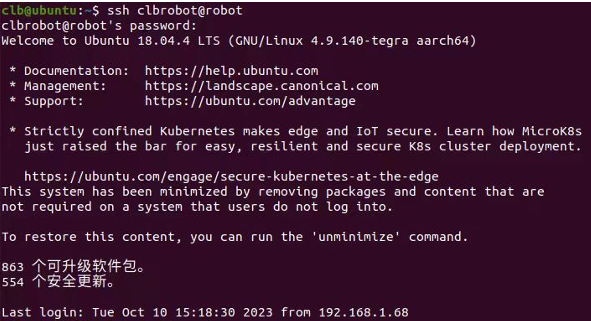 clb@ubuntu:~$ ssh clbrobot@robot
clbrobot@robot's password:
Welcome to Ubuntu 18.04.4 LTS (GNU/Linux 4.9.140-tegra aarch64)
* Documentation:  https://help.ubuntu.com
* Management:     https://landscape.canonical.com
* Support:        https://ubuntu.com/advantage
* Strictly confined Kubernetes makes edge and IoT secure. Learn how MicroK8s
just raised the bar for easy, resilient and secure K8s cluster deployment.
https://ubuntu.com/engage/secure-kubernetes-at-the-edge
This system has been minimized by removing packages and content that are
not required on a system that users do not log into.
To restore this content, you can run the 'unminimize' command.
863 个可升级软件包。
554 个安全更新。
Last login: Tue Oct 10 15:18:30 2023 from 192.168.1.68